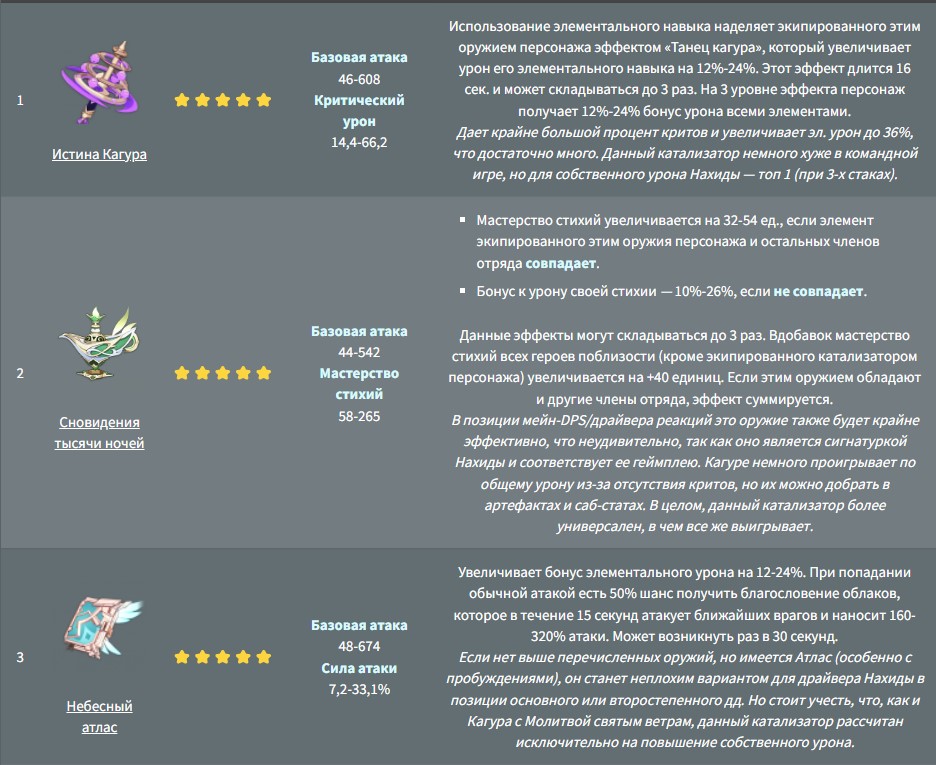 1
Истина Кагура
Базовая атака
46-608
Критический
урон
14,4-66,2
Использование элементального навыка наделяет экипированного этим
оружием персонажа эффектом «Танец кагура», который увеличивает
урон его элементального навыка на 12%-24%. Этот эффект длится 16
сек. и может складываться до 3 раз. На 3 уровне эффекта персонаж
получает 12%-24% бонус урона всеми элементами.
Дает крайне большой процент критов и увеличивает эл. урон до 36%,
что достаточно много. Данный катализатор немного хуже в командной
игре, но для собственного урона Нахиды — топ 1 (при 3-х стаках).
2
Сновидения
тысячи ночей
Базовая атака
44-542
Мастерство
стихий
58-265
Мастерство стихий увеличивается на 32-54 ед., если элемент
экипированного этим оружия персонажа и остальных членов
отряда совпадает.
Бонус к урону своей стихии — 10%-26%, если не совпадает.
Данные эффекты могут складываться до 3 раз. Вдобавок мастерство
стихий всех героев поблизости (кроме экипированного катализатором
персонажа) увеличивается на +40 единиц. Если этим оружием обладают
и другие члены отряда, эффект суммируется.
В позиции мейн-DPS/драйвера реакций это оружие также будет крайне
эффективно, что неудивительно, так как оно является сигнатуркой
Нахиды и соответствует ее геймплею. Кагуре немного проигрывает по
общему урону из-за отсутствия критов, но их можно добрать в
артефактах и саб-статах. В целом, данный катализатор более
универсален, в чем все же выигрывает.
3
Небесный
атлас
Базовая атака
48-674
Сила атаки
7,2-33,1%
Увеличивает бонус элементального урона на 12-24%. При попадании
обычной атакой есть 50% шанс получить благословение облаков,
которое в течение 15 секунд атакует ближайших врагов и наносит 160-
320% атаки. Может возникнуть раз в 30 секунд.
Если нет выше перечисленных оружий, но имеется Атлас (особенно с
пробуждениями), он станет неплохим вариантом для драйвера Нахиды в
позиции основного или второстепенного дд. Но стоит учесть, что, как и
Кагура с Молитвой святым ветрам, данный катализатор рассчитан
исключительно на повышение собственного урона.